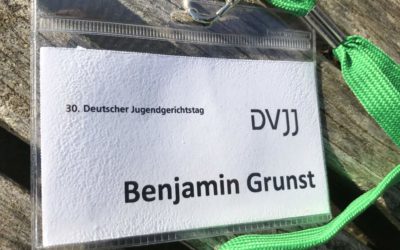 30. Deutscher Jugendgerichtstag
DVJJ
Benjamin Grunst